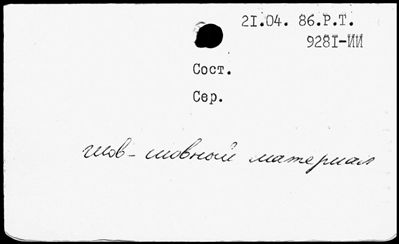 21.04. 86.Р.Т.
9281-ИИ
Сост.
Сер.
шов - шовный материал